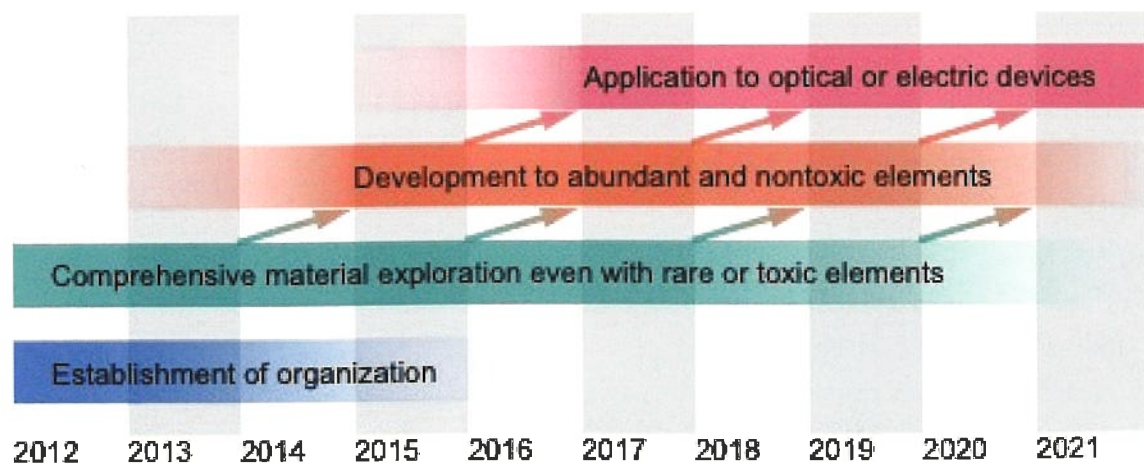 Application to optical or electric devices
Development to abundant and nontoxic elements
Comprehensive material exploration even with rare or toxic elements
Establishment of organization
2012 2013 2014 2015 2016 2017 2018 2019 2020 2021